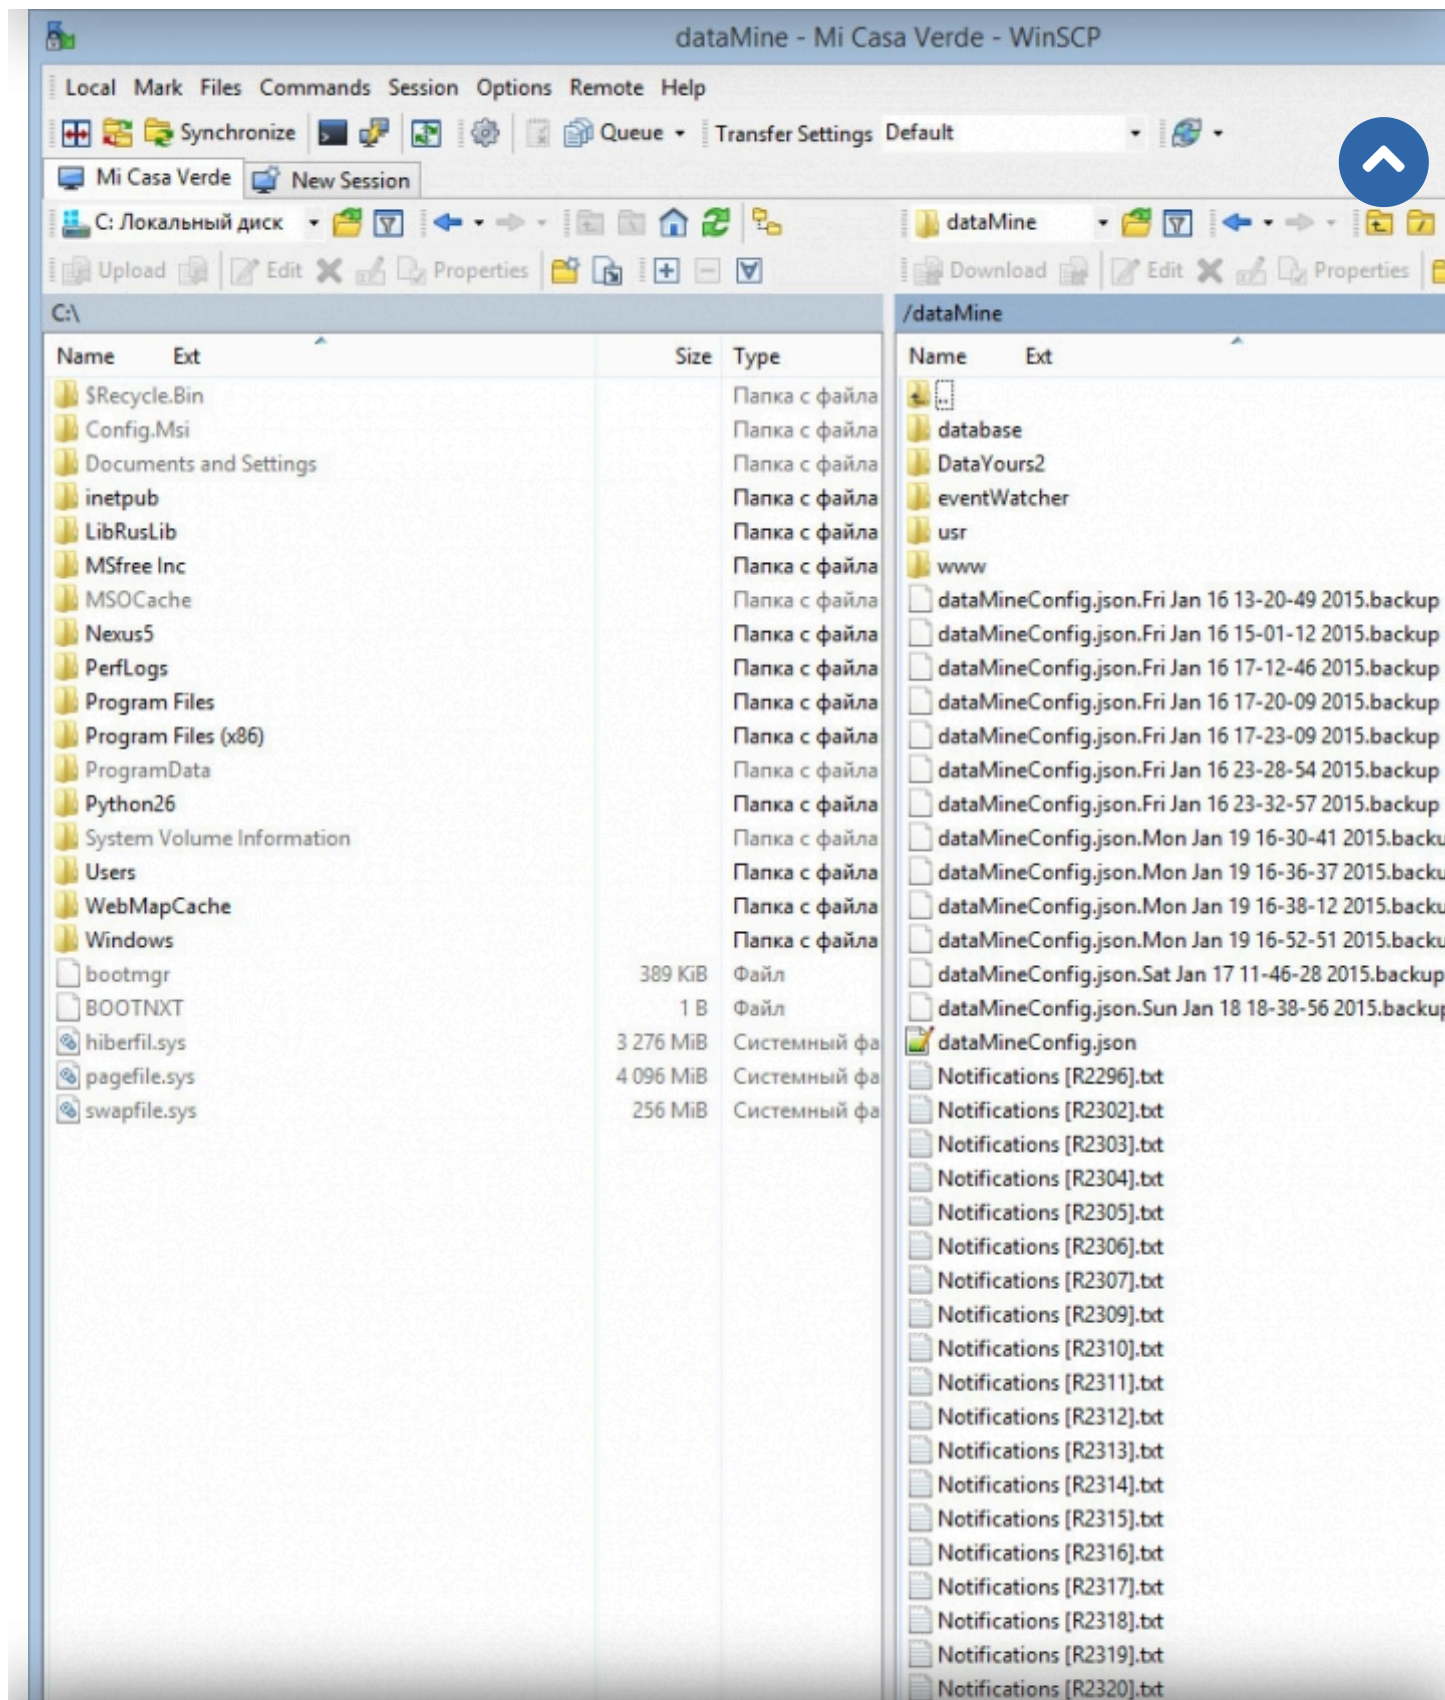 dataMine - Mi Casa Verde - WinSCP
Local Mark Files Commands Session Options Remote Help
Synchronize Queue Transfer Settings Default
Mi Casa Verde New Session
C: Локальный диск dataMine
Upload Edit Properties Download Edit Properties
C:\ /dataMine
Name Ext Size Type Name Ext
$Recycle.Bin Папка с файла ..
Config.Msi Папка с файла database
Documents and Settings Папка с файла DataYours2
inetpub Папка с файла eventWatcher
LibRusLib Папка с файла usr
MSfree Inc Папка с файла www
MSOCache Папка с файла dataMineConfig.json.Fri Jan 16 13-20-49 2015.backup
Nexus5 Папка с файла dataMineConfig.json.Fri Jan 16 15-01-12 2015.backup
PerfLogs Папка с файла dataMineConfig.json.Fri Jan 16 17-12-46 2015.backup
Program Files Папка с файла dataMineConfig.json.Fri Jan 16 17-20-09 2015.backup
Program Files (x86) Папка с файла dataMineConfig.json.Fri Jan 16 17-23-09 2015.backup
ProgramData Папка с файла dataMineConfig.json.Fri Jan 16 23-28-54 2015.backup
Python26 Папка с файла dataMineConfig.json.Fri Jan 16 23-32-57 2015.backup
System Volume Information Папка с файла dataMineConfig.json.Mon Jan 19 16-30-41 2015.backu
Users Папка с файла dataMineConfig.json.Mon Jan 19 16-36-37 2015.backu
WebMapCache Папка с файла dataMineConfig.json.Mon Jan 19 16-38-12 2015.backu
Windows Папка с файла dataMineConfig.json.Mon Jan 19 16-52-51 2015.backu
bootmgr 389 KiB Файл dataMineConfig.json.Sat Jan 17 11-46-28 2015.backup
BOOTNXT 1 B Файл dataMineConfig.json.Sun Jan 18 18-38-56 2015.backup
hiberfil.sys 3 276 MiB Системный фа dataMineConfig.json
pagefile.sys 4 096 MiB Системный фа Notifications [R2296].txt
swapfile.sys 256 MiB Системный фа Notifications [R2302].txt
Notifications [R2303].txt
Notifications [R2304].txt
Notifications [R2305].txt
Notifications [R2306].txt
Notifications [R2307].txt
Notifications [R2309].txt
Notifications [R2310].txt
Notifications [R2311].txt
Notifications [R2312].txt
Notifications [R2313].txt
Notifications [R2314].txt
Notifications [R2315].txt
Notifications [R2316].txt
Notifications [R2317].txt
Notifications [R2318].txt
Notifications [R2319].txt
Notifications [R2320].txt